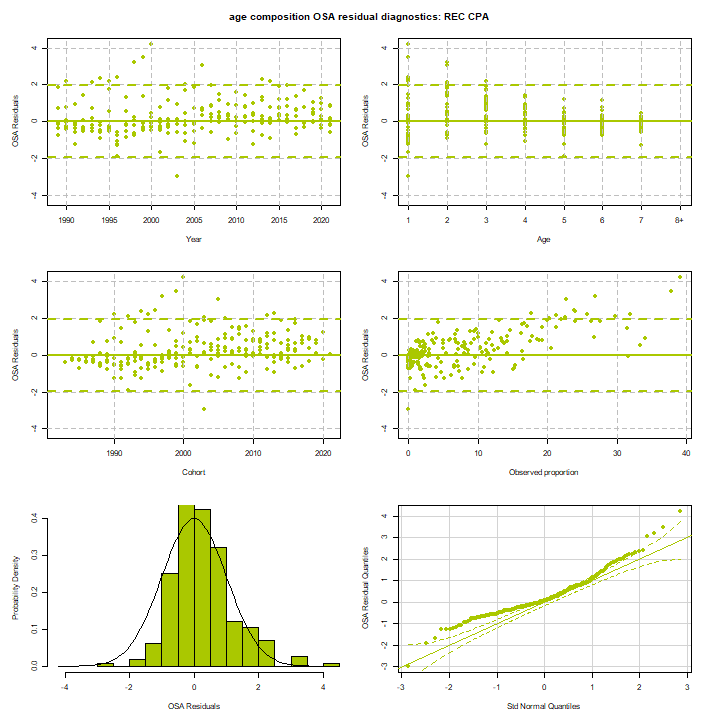 age composition OSA residual diagnostics: REC CPA
OSA Residuals
4
2
0
-2
-4
1990 1995 2000 2005 2010 2015 2020
Year
OSA Residuals
4
2
0
-2
-4
1 2 3 4 5 6 7 8+
Age
OSA Residuals
4
2
0
-2
-4
1990 2000 2010 2020
Cohort
OSA Residuals
4
2
0
-2
-4
0 10 20 30 40
Observed proportion
Probability Density
0.4
0.3
0.2
0.1
0.0
-4 -2 0 2 4
OSA Residuals
OSA Residual Quantiles
4
3
2
1
0
-1
-2
-3
-3 -2 -1 0 1 2 3
Std Normal Quantiles